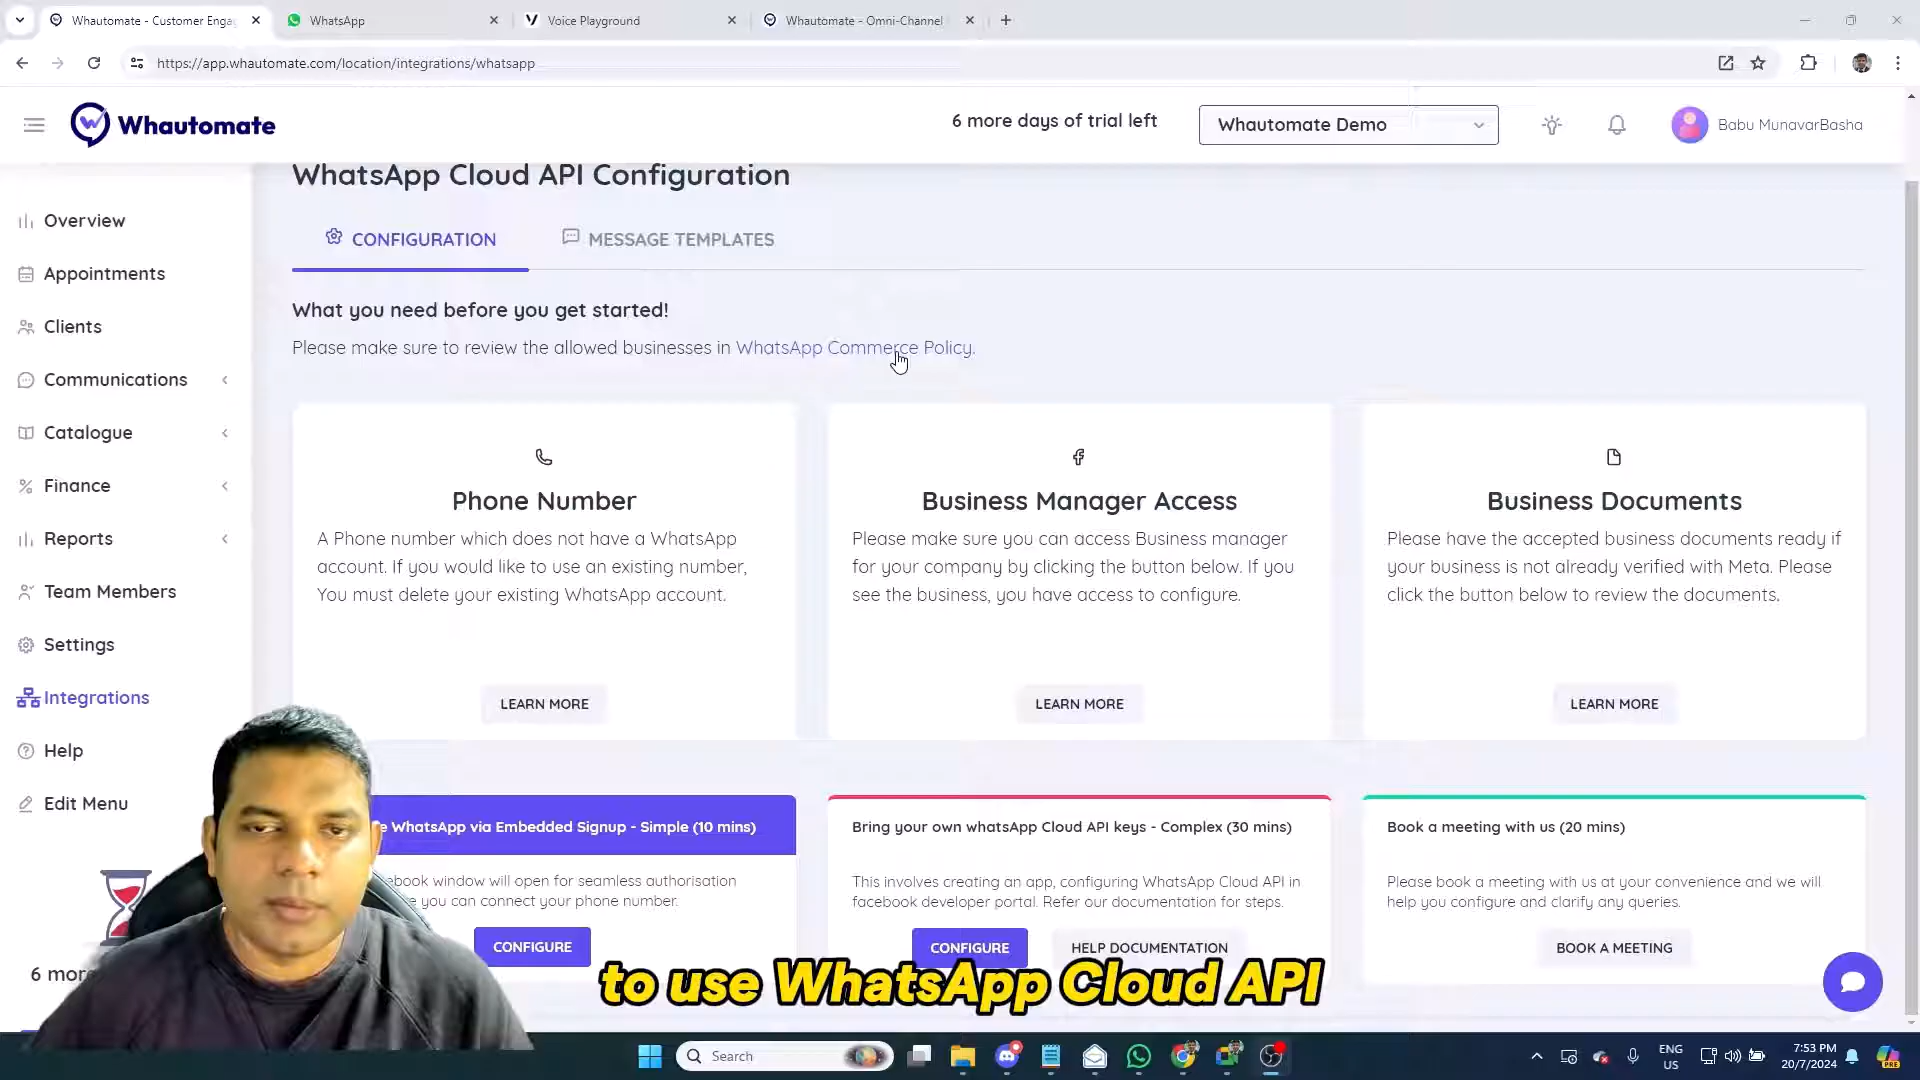 Whautomate - Customer Enga
WhatsApp
Voice Playground
Whautomate - Omni-Channel
https://app.whautomate.com/location/integrations/whatsapp
Whautomate
6 more days of trial left
Whautomate Demo
Babu MunavarBasha
WhatsApp Cloud API Configuration
Overview
Appointments
Clients
Communications
Catalogue
Finance
Reports
Team Members
Settings
Integrations
Help
Edit Menu
6 more
CONFIGURATION
MESSAGE TEMPLATES
What you need before you get started!
Please make sure to review the allowed businesses in WhatsApp Commerce Policy.
Phone Number
A Phone number which does not have a WhatsApp
account. If you would like to use an existing number,
You must delete your existing WhatsApp account.
LEARN MORE
Business Manager Access
Please make sure you can access Business manager
for your company by clicking the button below. If you
see the business, you have access to configure.
LEARN MORE
Business Documents
Please have the accepted business documents ready if
your business is not already verified with Meta. Please
click the button below to review the documents.
LEARN MORE
WhatsApp via Embedded Signup - Simple (10 mins)
window will open for seamless authorisation
you can connect your phone number.
CONFIGURE
Bring your own whatsApp Cloud API keys - Complex (30 mins)
This involves creating an app, configuring WhatsApp Cloud API in
facebook developer portal. Refer our documentation for steps.
CONFIGURE
HELP DOCUMENTATION
Book a meeting with us (20 mins)
Please book a meeting with us at your convenience and we will
help you configure and clarify any queries.
BOOK A MEETING
to use WhatsApp Cloud API
Search
ENG
US
7:53 PM
20/7/2024
PRE